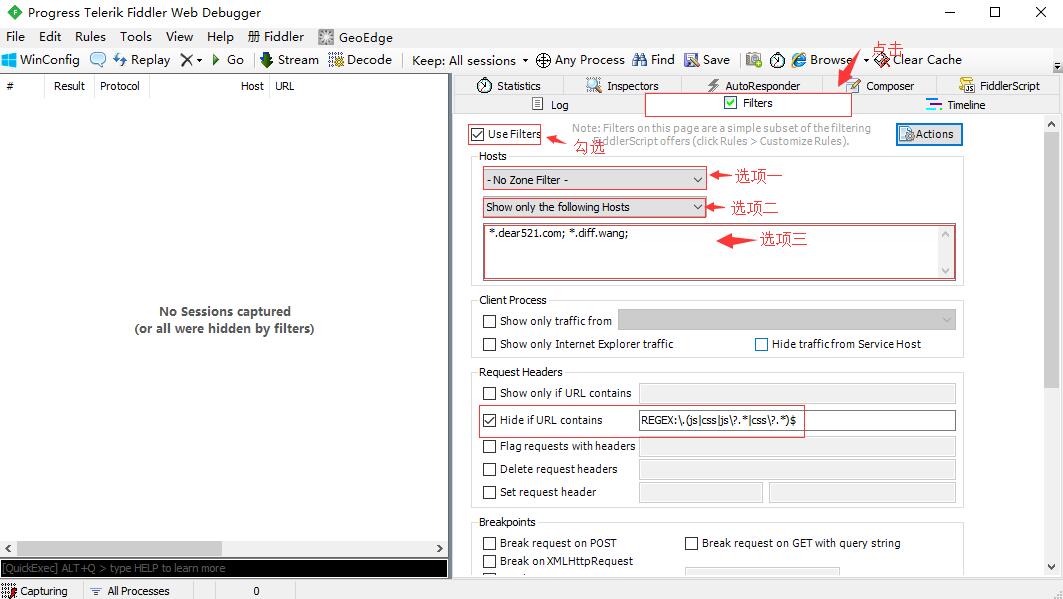 Progress Telerik Fiddler Web Debugger
File Edit Rules Tools View Help Fiddler GeoEdge
WinConfig Replay Go Stream Decode Keep: All sessions Any Process Find Save Browse Clear Cache
点击
# Result Protocol Host URL
Statistics Inspectors AutoResponder Composer FiddlerScript
Log Filters Timeline
Use Filters
勾选
Note: Filters on this page are a simple subset of the filtering
FiddlerScript offers (click Rules > Customize Rules).
Actions
Hosts
- No Zone Filter -
选项一
Show only the following Hosts
选项二
*.dear521.com; *.diff.wang;
选项三
No Sessions captured
(or all were hidden by filters)
Client Process
Show only traffic from
Show only Internet Explorer traffic Hide traffic from Service Host
Request Headers
Show only if URL contains
Hide if URL contains REGEX:\.(js|css|js\?.*|css\?.*)$
Flag requests with headers
Delete request headers
Set request header
Breakpoints
Break request on POST Break request on GET with query string
Break on XMLHttpRequest
[QuickExec] ALT+Q > type HELP to learn more
Capturing All Processes 0